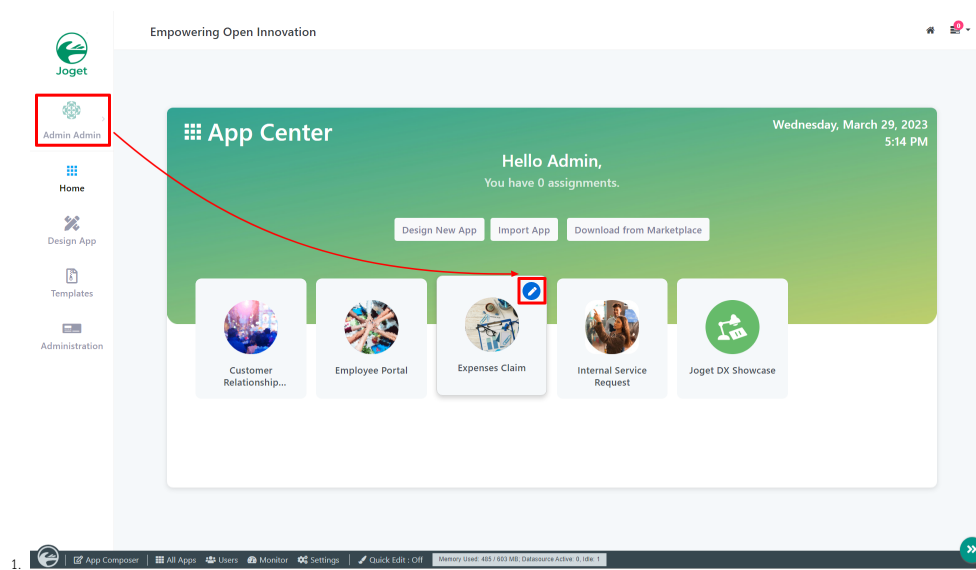 Empowering Open Innovation
0
Joget
Admin Admin
Home
Design App
Templates
Administration
App Center
Wednesday, March 29, 2023
5:14 PM
Hello Admin,
You have 0 assignments.
Design New App
Import App
Download from Marketplace
Customer
Relationship...
Employee Portal
Expenses Claim
Internal Service
Request
Joget DX Showcase
1.
App Composer
All Apps
Users
Monitor
Settings
Quick Edit : Off
Memory Used: 485 / 603 MB; Datasource Active: 0, Idle: 1